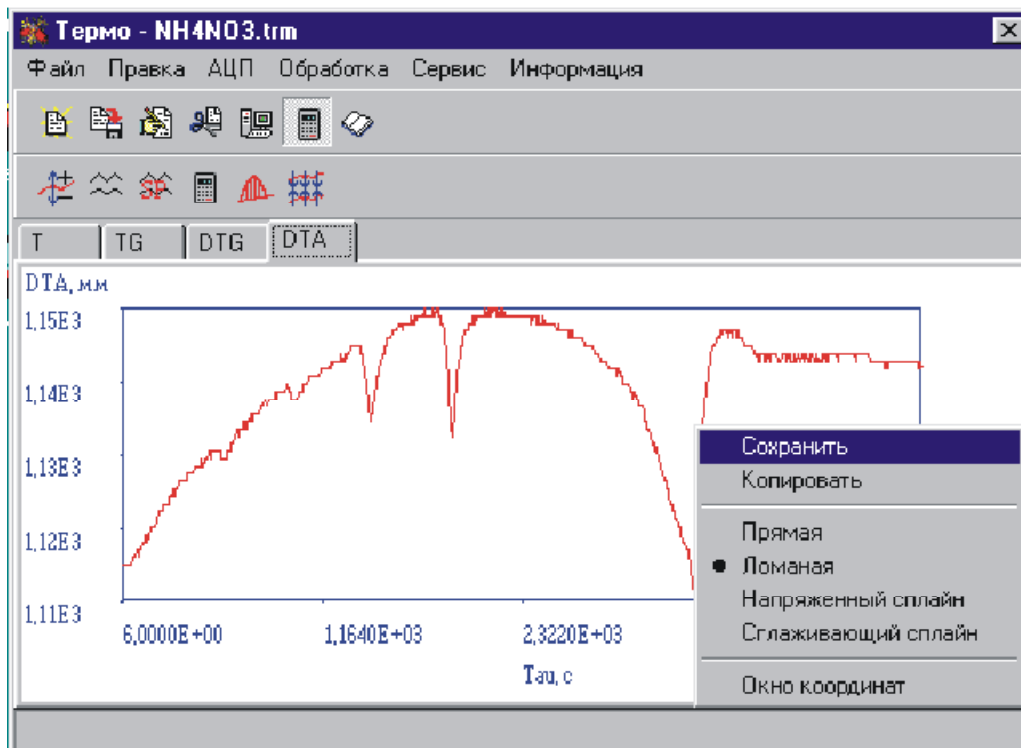 Термо - NH4NO3.trm
Файл Правка АЦП Обработка Сервис Информация
SP
T TG DTG DTA
DTA, мм
1,15E3
1,14E3
1,13E3
1,12E3
1,11E3
6,0000E+00 1,1640E+03 2,3220E+03
Tau, c
Сохранить
Копировать
Прямая
Ломаная
Напряженный сплайн
Сглаживающий сплайн
Окно координат